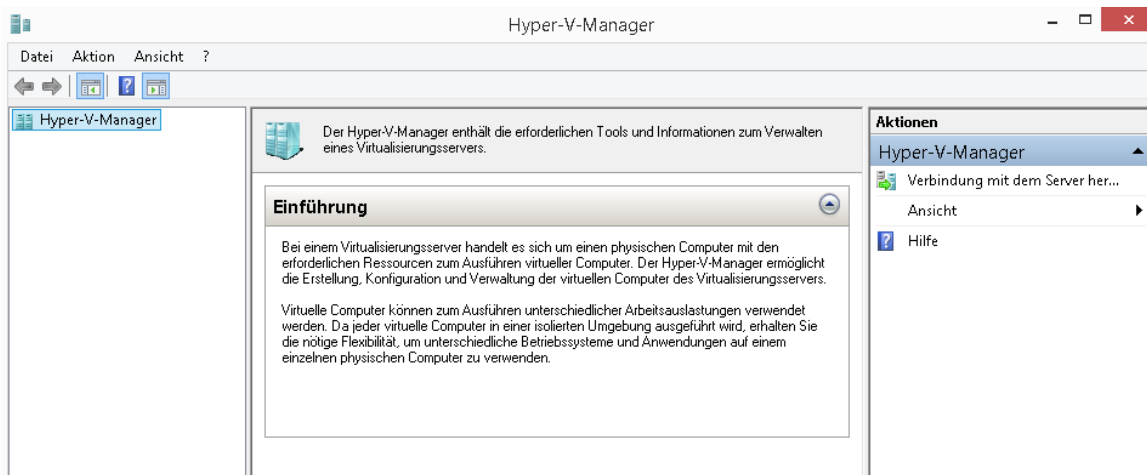 Hyper-V-Manager
Datei Aktion Ansicht ?
Hyper-V-Manager
Der Hyper-V-Manager enthält die erforderlichen Tools und Informationen zum Verwalten
eines Virtualisierungsservers.
Einführung
Bei einem Virtualisierungsserver handelt es sich um einen physischen Computer mit den
erforderlichen Ressourcen zum Ausführen virtueller Computer. Der Hyper-V-Manager ermöglicht
die Erstellung, Konfiguration und Verwaltung der virtuellen Computer des Virtualisierungsservers.
Virtuelle Computer können zum Ausführen unterschiedlicher Arbeitsauslastungen verwendet
werden. Da jeder virtuelle Computer in einer isolierten Umgebung ausgeführt wird, erhalten Sie
die nötige Flexibilität, um unterschiedliche Betriebssysteme und Anwendungen auf einem
einzelnen physischen Computer zu verwenden.
Aktionen
Hyper-V-Manager
Verbindung mit dem Server her...
Ansicht
Hilfe